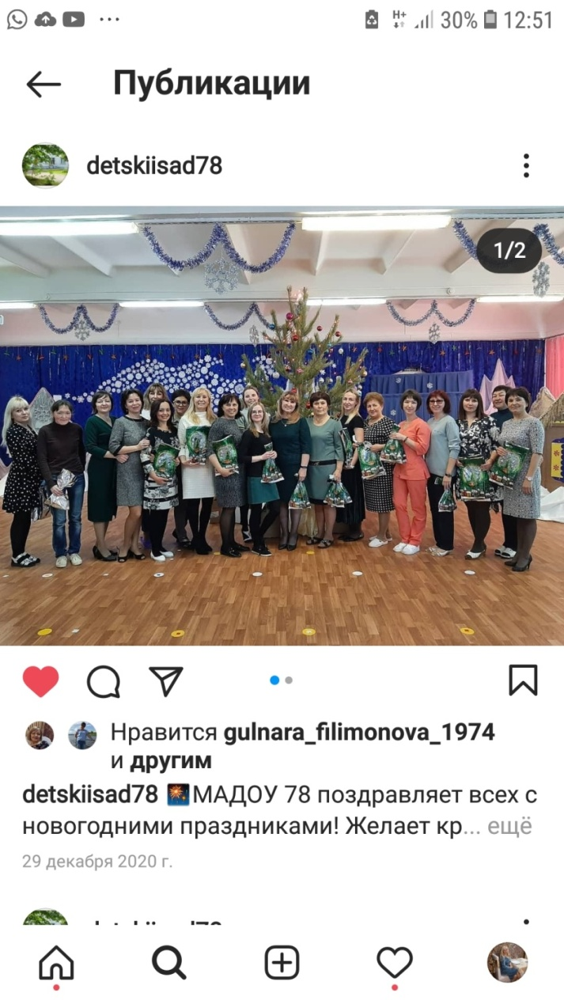 H+ 30% 12:51
Публикации
detskiisad78
1/2
Нравится gulnara_filimonova_1974
и другим
detskiisad78 🎇МАДОУ 78 поздравляет всех с
новогодними праздниками! Желает кр... ещё
29 декабря 2020 г.